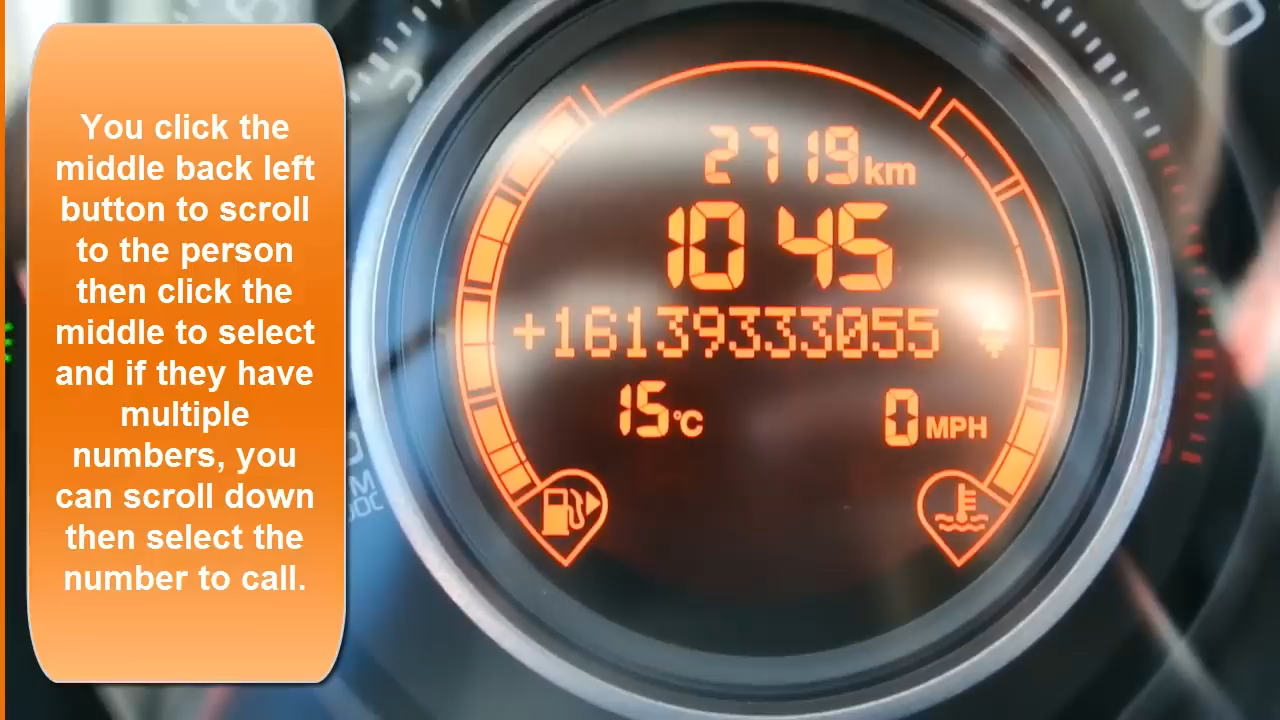 You click the
middle back left
button to scroll
to the person
then click the
middle to select
and if they have
multiple
numbers, you
can scroll down
then select the
number to call.
2719 km
10 45
+16139333055
15 °C
0 MPH